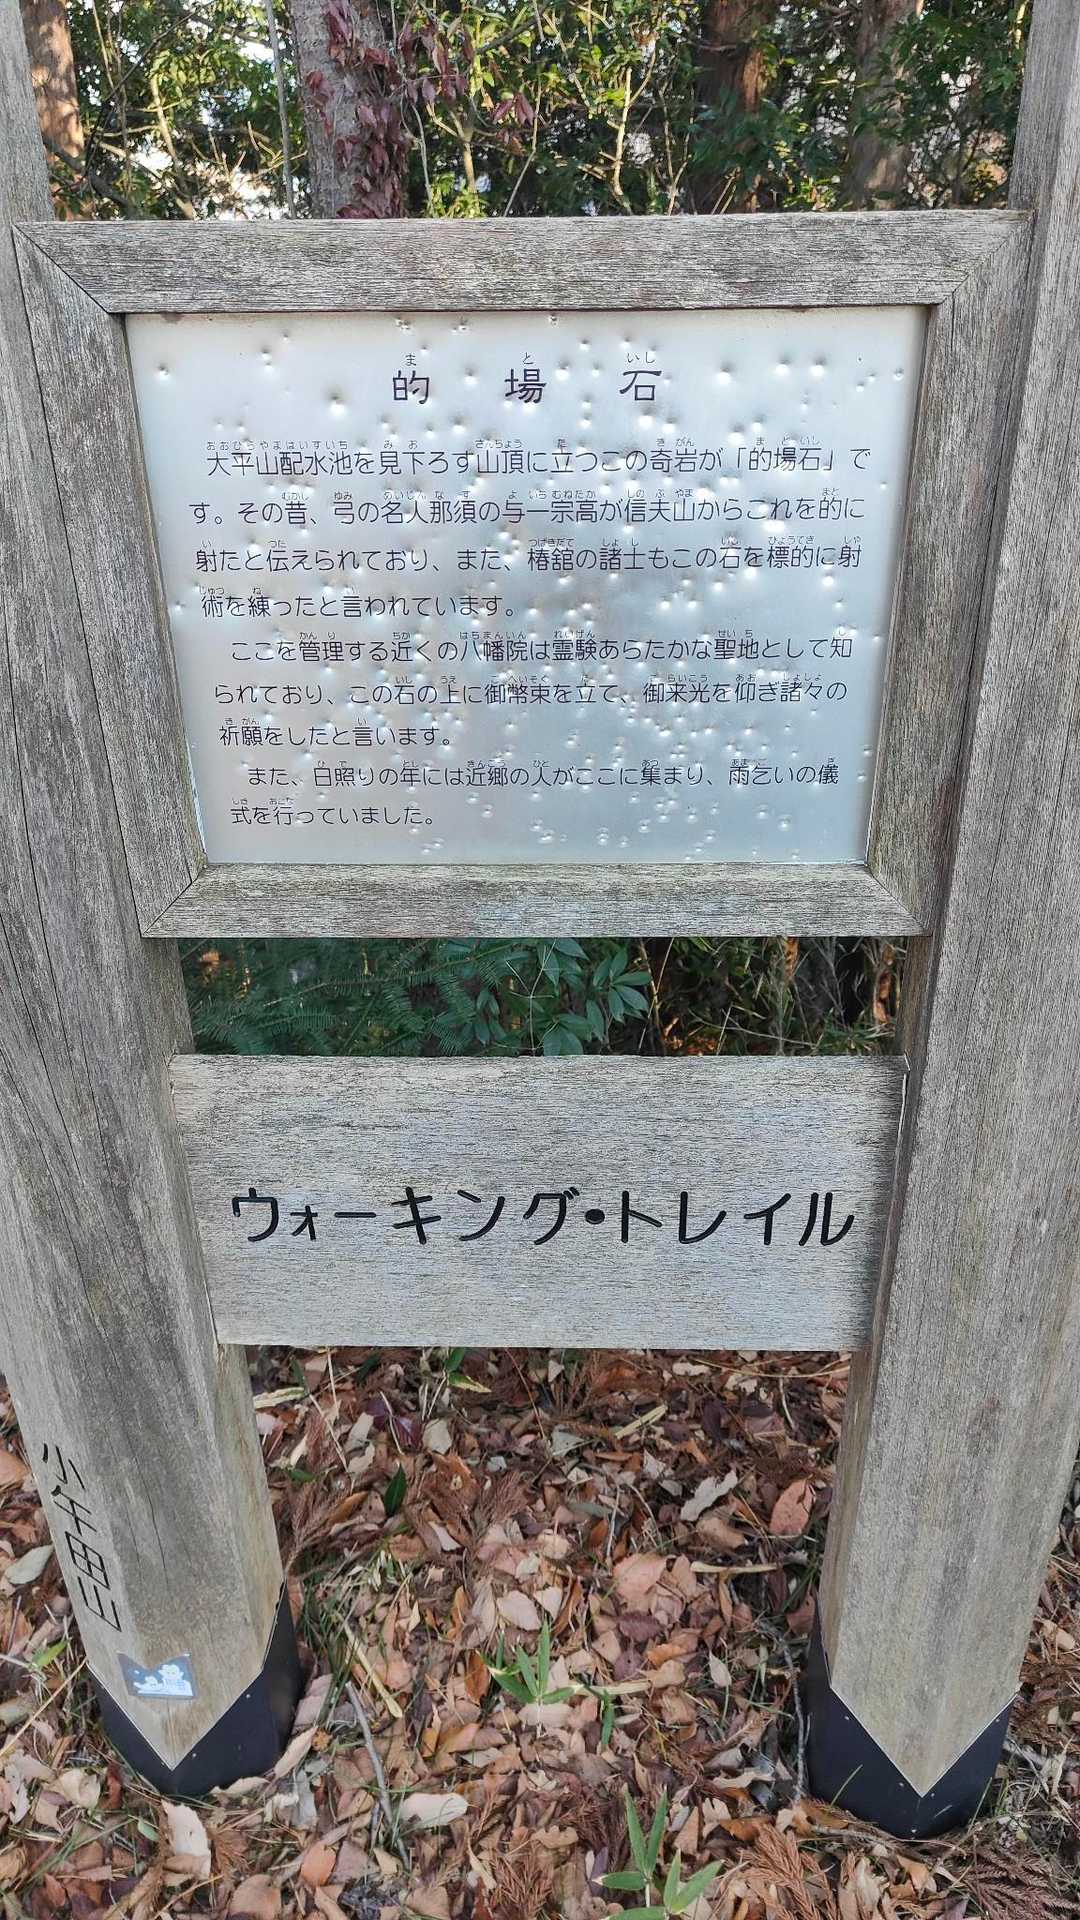 的場石
大平山配水池を見下ろす山頂に立つこの奇岩が「的場石」で
す。その昔、弓の名人那須の与一宗高が信夫山からこれを的に
射たと伝えられており、また、椿舘の諸士もこの石を標的に射
術を練ったと言われています。
ここを管理する近くの八幡院は霊験あらたかな聖地として知
られており、この石の上に御幣束を立て、御来光を仰ぎ諸々の
祈願をしたと言います。
また、日照りの年には近郷の人がここに集まり、雨乞いの儀
式を行っていました。
ウォーキング・トレイル
小午田山